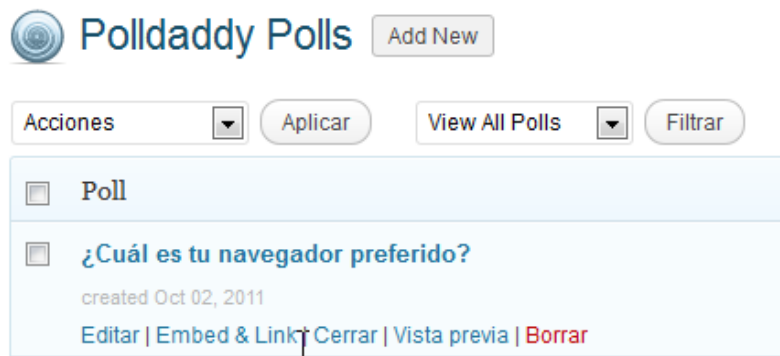 Polldaddy Polls Add New
Acciones Aplicar View All Polls Filtrar
Poll
¿Cuál es tu navegador preferido?
created Oct 02, 2011
Editar | Embed & Link | Cerrar | Vista previa | Borrar